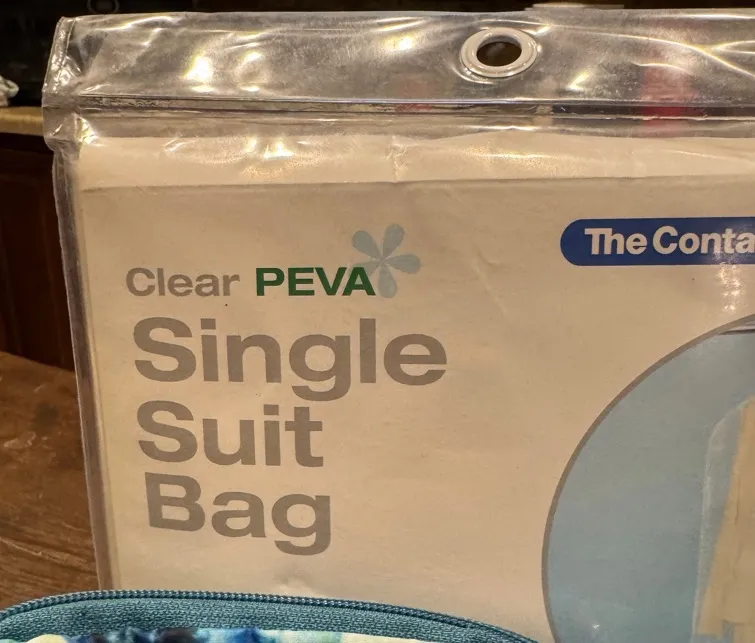 The Conta
Clear PEVA
Single
Suit
Bag